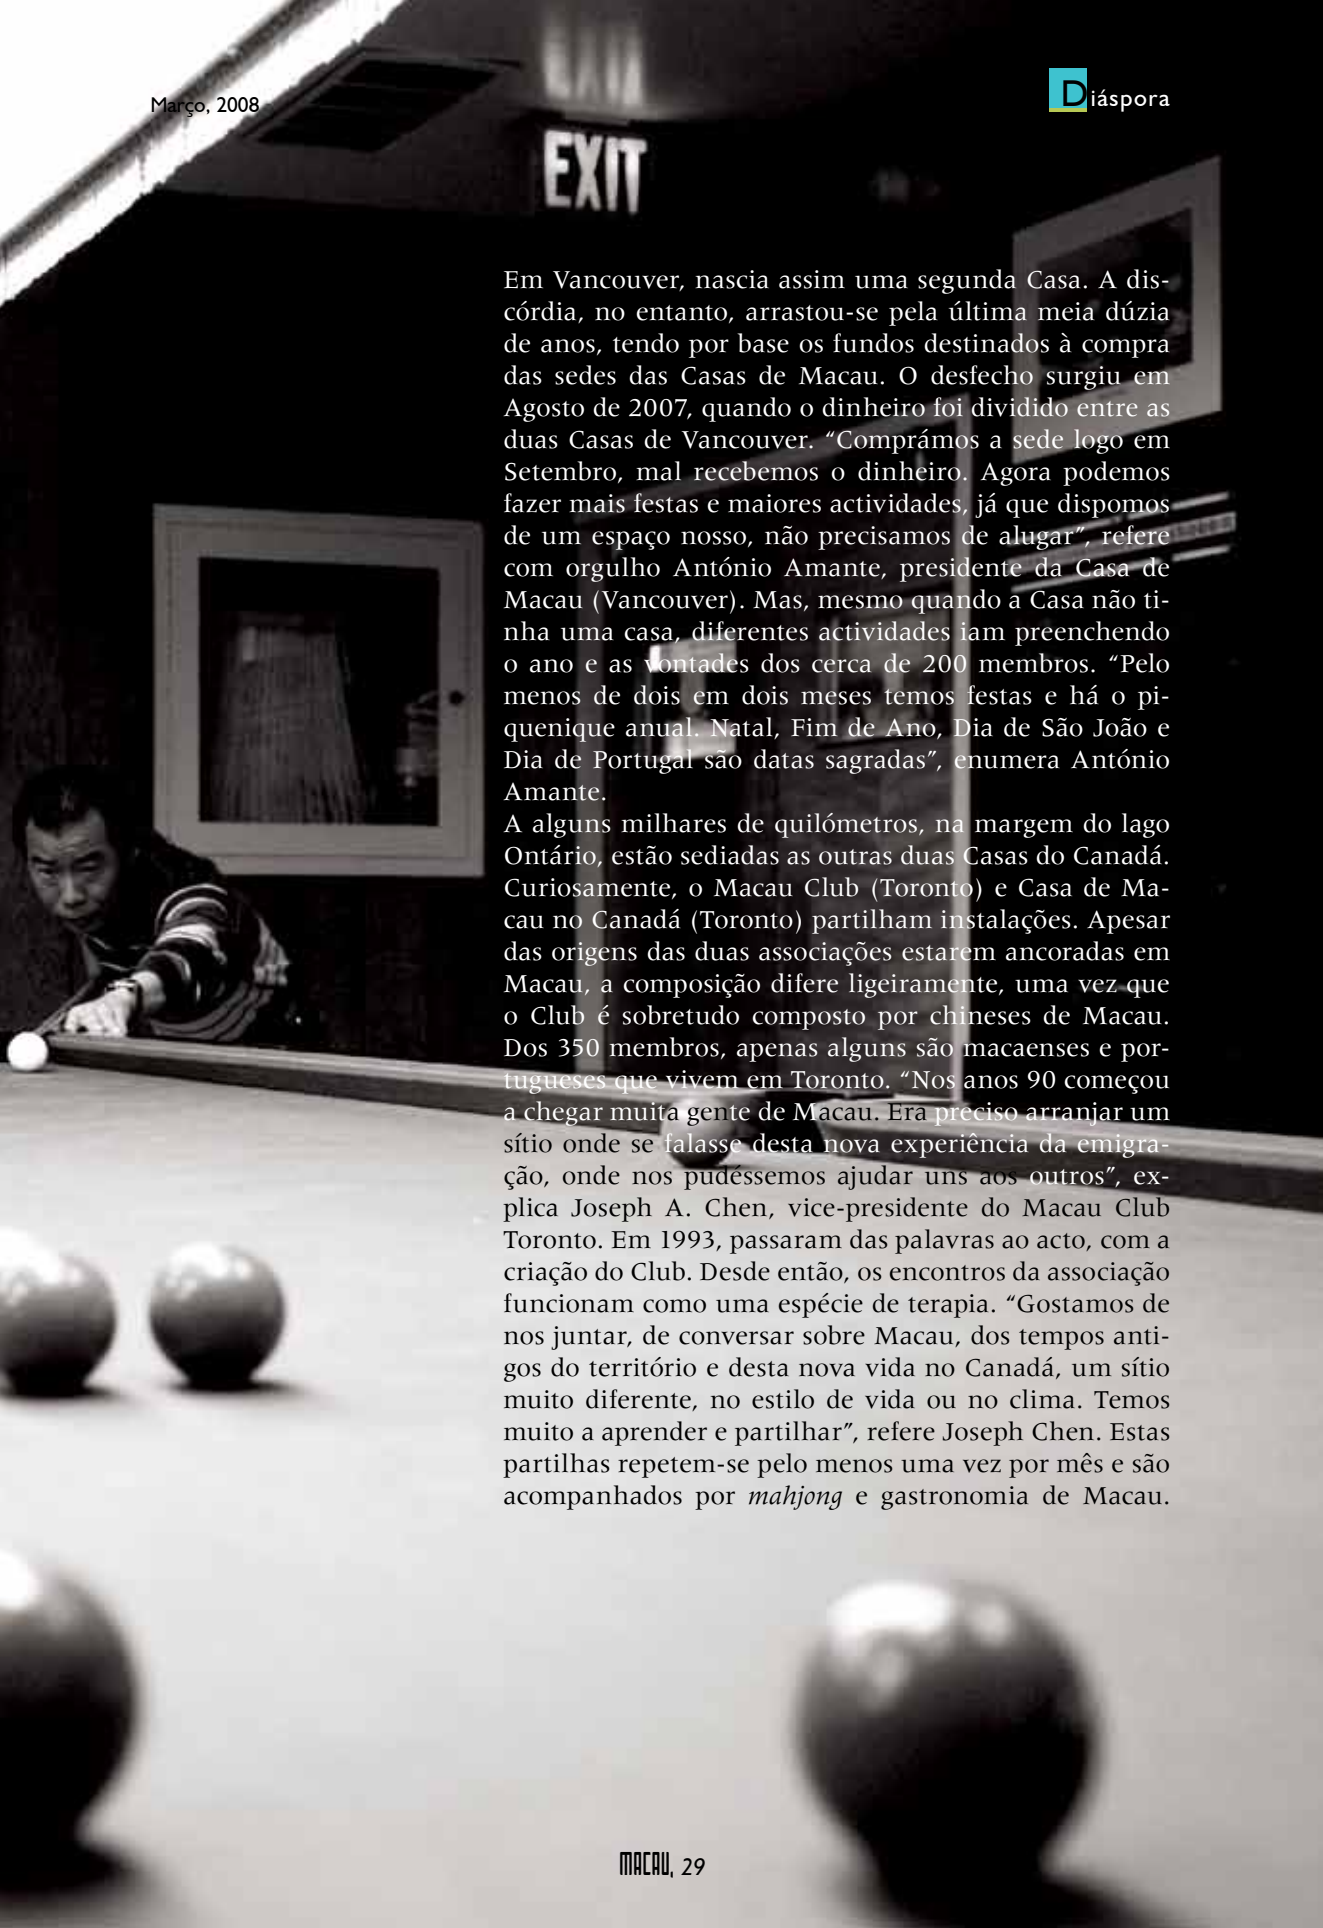 Março, 2008
Diáspora
EXIT
Em Vancouver, nascia assim uma segunda Casa. A dis-
córdia, no entanto, arrastou-se pela última meia dúzia
de anos, tendo por base os fundos destinados à compra
das sedes das Casas de Macau. O desfecho surgiu em
Agosto de 2007, quando o dinheiro foi dividido entre as
duas Casas de Vancouver. “Comprámos a sede logo em
Setembro, mal recebemos o dinheiro. Agora podemos
fazer mais festas e maiores actividades, já que dispomos
de um espaço nosso, não precisamos de alugar”, refere
com orgulho António Amante, presidente da Casa de
Macau (Vancouver). Mas, mesmo quando a Casa não ti-
nha uma casa, diferentes actividades iam preenchendo
o ano e as vontades dos cerca de 200 membros. “Pelo
menos de dois em dois meses temos festas e há o pi-
quenique anual. Natal, Fim de Ano, Dia de São João e
Dia de Portugal são datas sagradas”, enumera António
Amante.
A alguns milhares de quilómetros, na margem do lago
Ontário, estão sediadas as outras duas Casas do Canadá.
Curiosamente, o Macau Club (Toronto) e Casa de Ma-
cau no Canadá (Toronto) partilham instalações. Apesar
das origens das duas associações estarem ancoradas em
Macau, a composição difere ligeiramente, uma vez que
o Club é sobretudo composto por chineses de Macau.
Dos 350 membros, apenas alguns são macaenses e por-
tugueses que vivem em Toronto. “Nos anos 90 começou
a chegar muita gente de Macau. Era preciso arranjar um
sítio onde se falasse desta nova experiência da emigra-
ção, onde nos pudéssemos ajudar uns aos outros”, ex-
plica Joseph A. Chen, vice-presidente do Macau Club
Toronto. Em 1993, passaram das palavras ao acto, com a
criação do Club. Desde então, os encontros da associação
funcionam como uma espécie de terapia. “Gostamos de
nos juntar, de conversar sobre Macau, dos tempos anti-
gos do território e desta nova vida no Canadá, um sítio
muito diferente, no estilo de vida ou no clima. Temos
muito a aprender e partilhar”, refere Joseph Chen. Estas
partilhas repetem-se pelo menos uma vez por mês e são
acompanhados por mahjong e gastronomia de Macau.
MACAU, 29